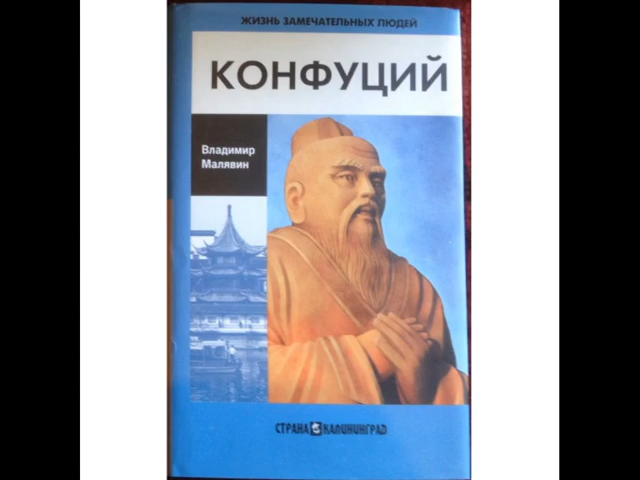 ЖИЗНЬ ЗАМЕЧАТЕЛЬНЫХ ЛЮДЕЙ
КОНФУЦИЙ
Владимир
Малявин
СТРАНА КАЛИНИНГРАД